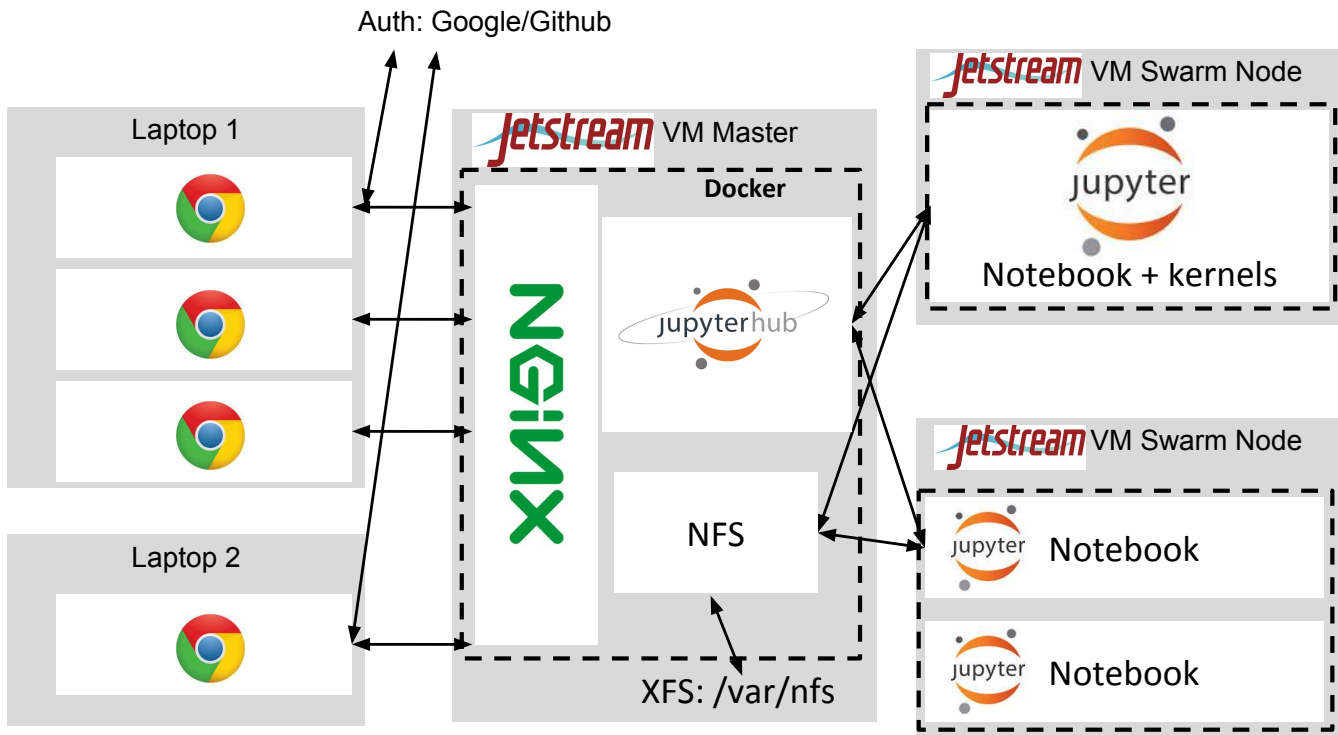 Auth: Google/Github
Laptop 1
Laptop 2
Jetstream VM Master
Docker
NGINX
jupyterhub
NFS
XFS: /var/nfs
Jetstream VM Swarm Node
jupyter
Notebook + kernels
Jetstream VM Swarm Node
jupyter Notebook
jupyter Notebook